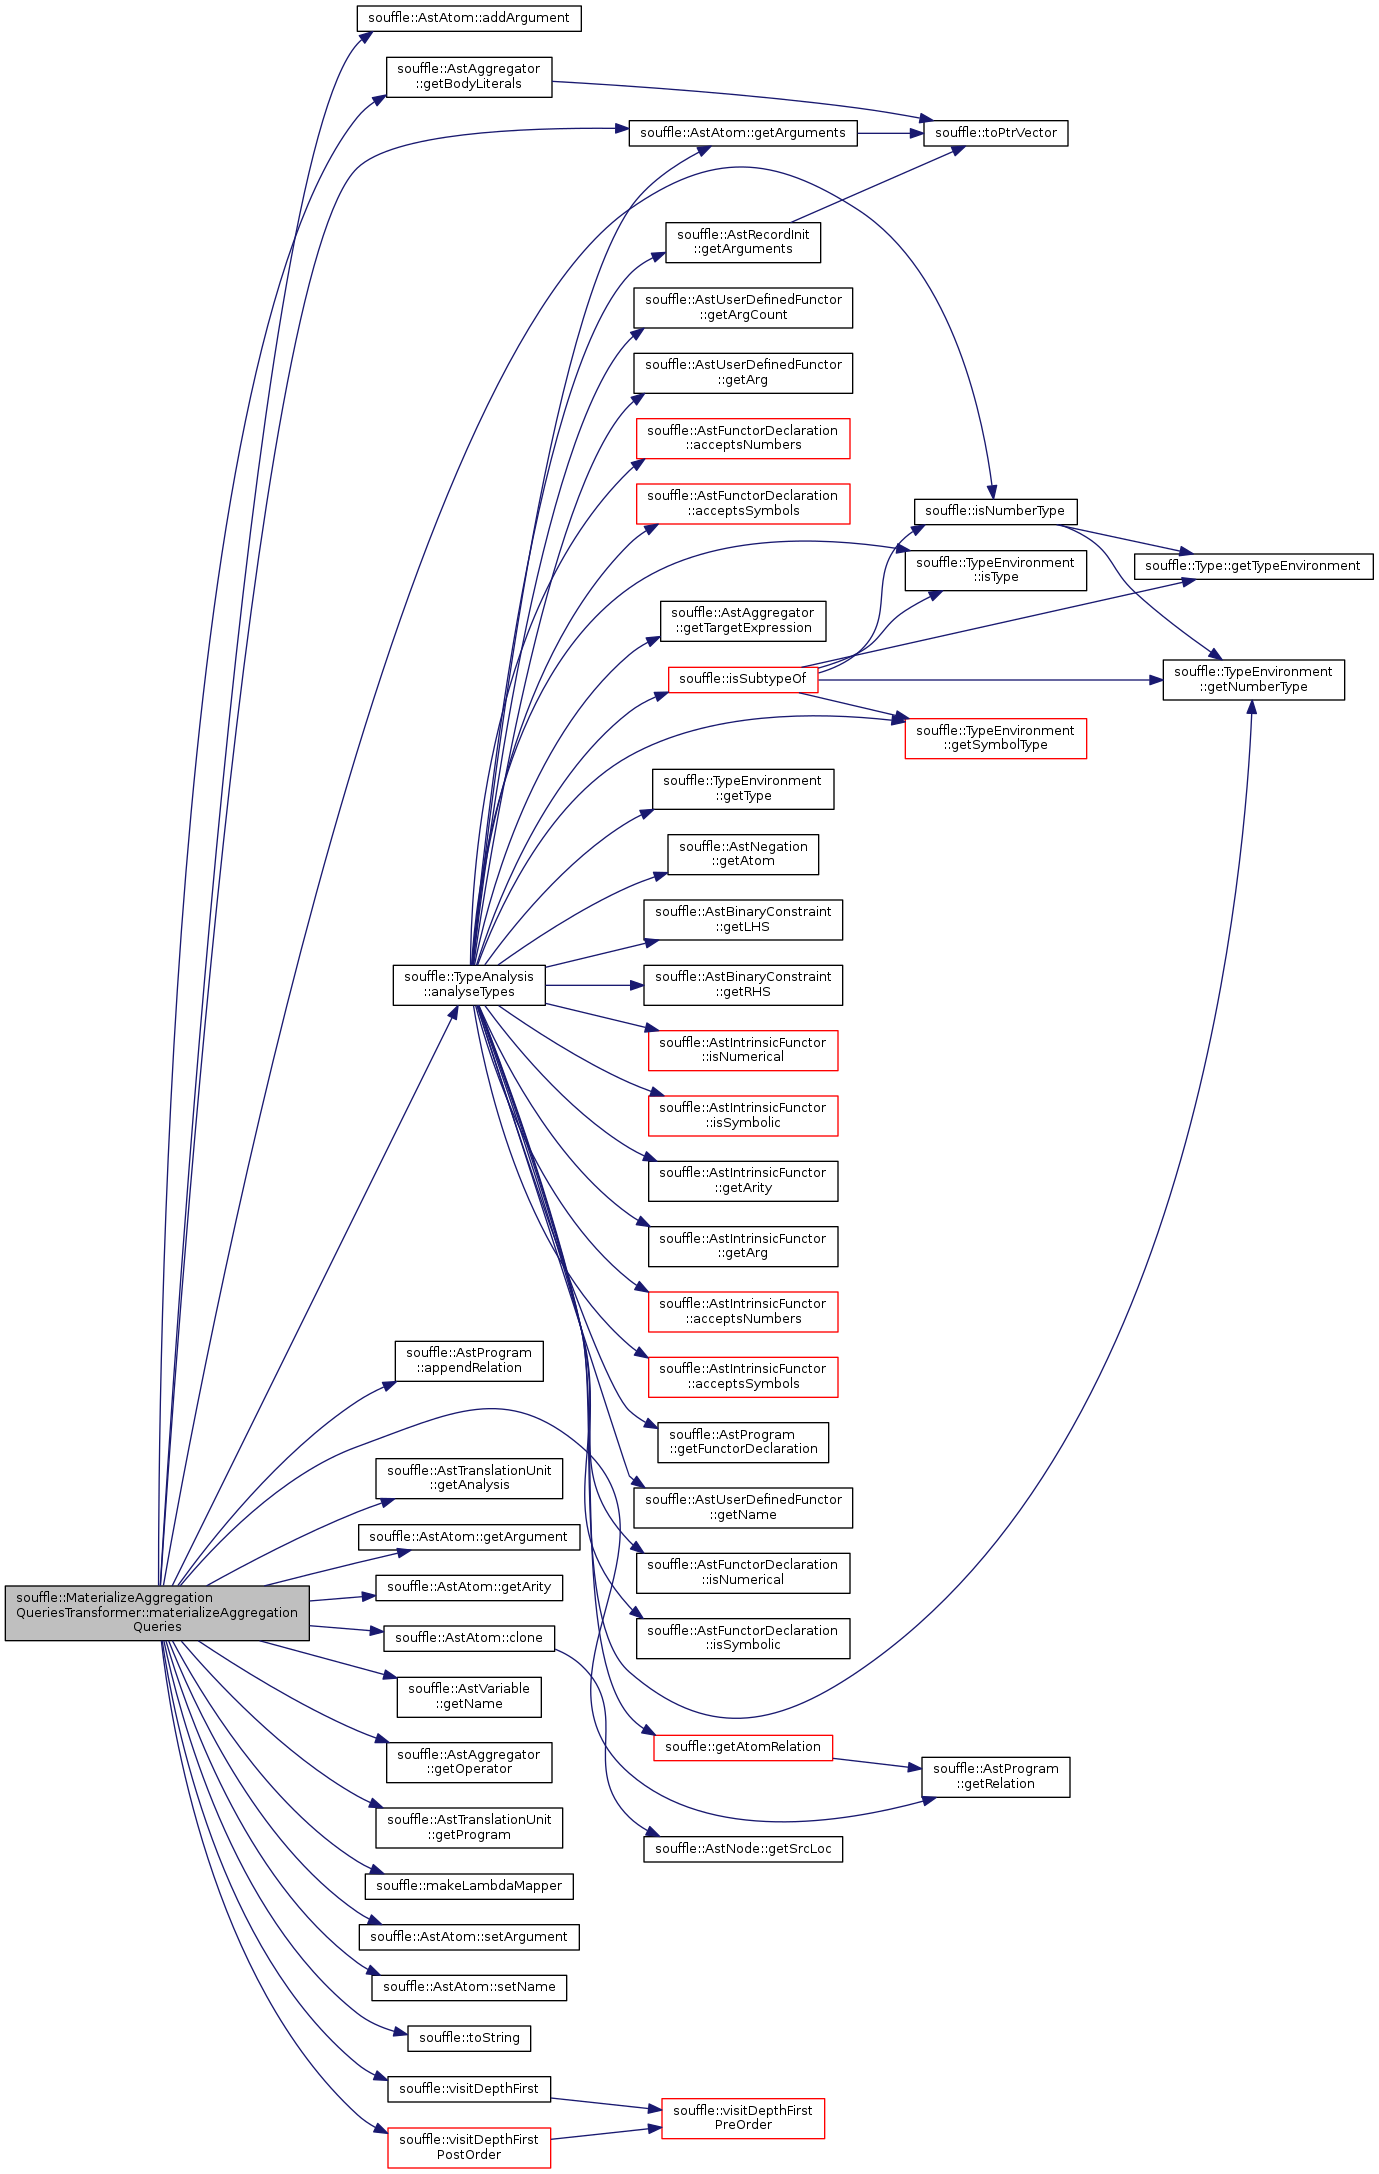 souffle::AstAtom::addArgument
souffle::AstAggregator
::getBodyLiterals
souffle::AstAtom::getArguments
souffle::toPtrVector
souffle::AstRecordInit
::getArguments
souffle::AstUserDefinedFunctor
::getArgCount
souffle::AstUserDefinedFunctor
::getArg
souffle::AstFunctorDeclaration
::acceptsNumbers
souffle::AstFunctorDeclaration
::acceptsSymbols
souffle::isNumberType
souffle::TypeEnvironment
::isType
souffle::Type::getTypeEnvironment
souffle::AstAggregator
::getTargetExpression
souffle::isSubtypeOf
souffle::TypeEnvironment
::getNumberType
souffle::TypeEnvironment
::getSymbolType
souffle::TypeEnvironment
::getType
souffle::AstNegation
::getAtom
souffle::AstBinaryConstraint
::getLHS
souffle::TypeAnalysis
::analyseTypes
souffle::AstBinaryConstraint
::getRHS
souffle::AstIntrinsicFunctor
::isNumerical
souffle::AstIntrinsicFunctor
::isSymbolic
souffle::AstIntrinsicFunctor
::getArity
souffle::AstIntrinsicFunctor
::getArg
souffle::AstIntrinsicFunctor
::acceptsNumbers
souffle::AstProgram
::appendRelation
souffle::AstIntrinsicFunctor
::acceptsSymbols
souffle::AstProgram
::getFunctorDeclaration
souffle::AstTranslationUnit
::getAnalysis
souffle::AstUserDefinedFunctor
::getName
souffle::AstAtom::getArgument
souffle::AstFunctorDeclaration
::isNumerical
souffle::AstAtom::getArity
souffle::MaterializeAggregation
QueriesTransformer::materializeAggregation
Queries
souffle::AstAtom::clone
souffle::AstFunctorDeclaration
::isSymbolic
souffle::AstVariable
::getName
souffle::AstAggregator
::getOperator
souffle::getAtomRelation
souffle::AstProgram
::getRelation
souffle::AstTranslationUnit
::getProgram
souffle::AstNode::getSrcLoc
souffle::makeLambdaMapper
souffle::AstAtom::setArgument
souffle::AstAtom::setName
souffle::toString
souffle::visitDepthFirst
souffle::visitDepthFirst
PreOrder
souffle::visitDepthFirst
PostOrder